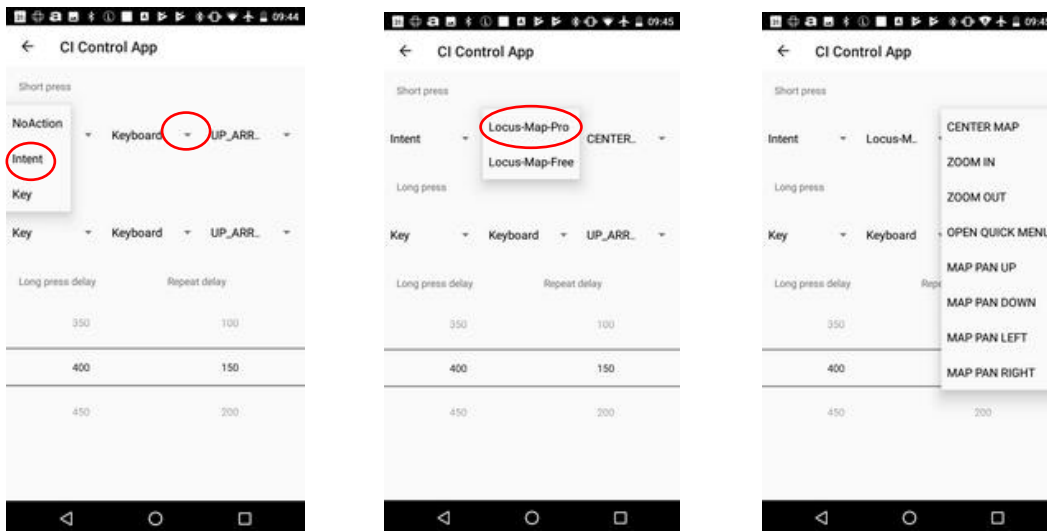 09:44
CI Control App
Short press
NoAction
Keyboard UP_ARR..
Intent
Key
Key Keyboard UP_ARR..
Long press delay Repeat delay
350 100
400 150
450 200
09:45
CI Control App
Short press
Locus-Map-Pro
Intent CENTER..
Locus-Map-Free
Long press
Key Keyboard UP_ARR..
Long press delay Repeat delay
350 100
400 150
450 200
09:45
CI Control App
Short press
CENTER MAP
Intent Locus-M..
ZOOM IN
Long press
ZOOM OUT
Key Keyboard
OPEN QUICK MENU
MAP PAN UP
Long press delay Repe
MAP PAN DOWN
350
MAP PAN LEFT
400
MAP PAN RIGHT
450 200